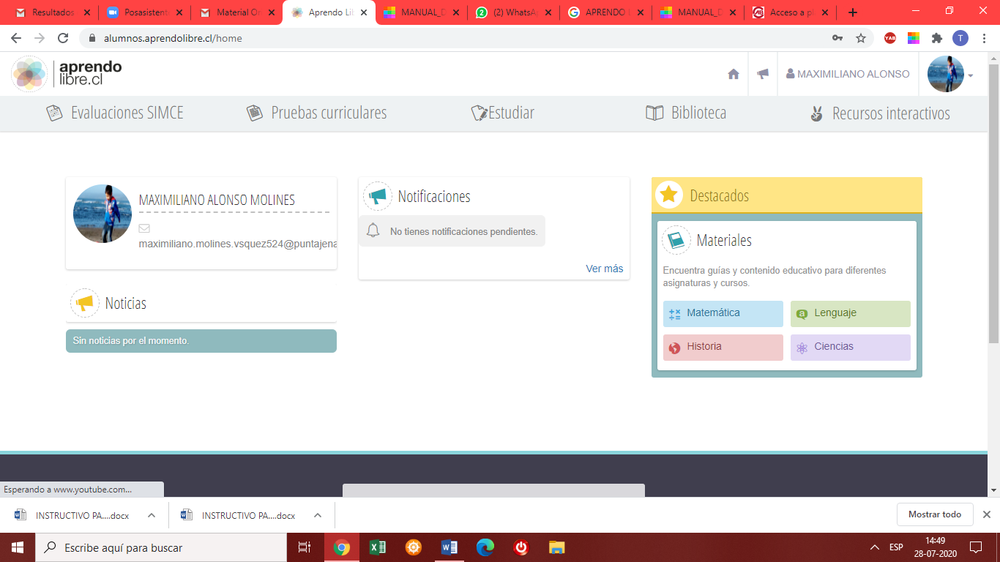 Resultados
Posasistent
Material On
Aprendo Lib
MANUAL_D
(2) WhatsA
APRENDO L
MANUAL_D
Acceso a pl
alumnos.aprendolibre.cl/home
YAB
T
aprendo
libre.cl
MAXIMILIANO ALONSO
Evaluaciones SIMCE
Pruebas curriculares
Estudiar
Biblioteca
Recursos interactivos
MAXIMILIANO ALONSO MOLINES
maximiliano.molines.vsquez524@puntajena
Noticias
Sin noticias por el momento.
Notificaciones
No tienes notificaciones pendientes.
Ver más
Destacados
Materiales
Encuentra guías y contenido educativo para diferentes
asignaturas y cursos.
Matemática
Lenguaje
Historia
Ciencias
Esperando a www.youtube.com...
INSTRUCTIVO PA....docx
INSTRUCTIVO PA....docx
Mostrar todo
Escribe aquí para buscar
ESP
14:49
28-07-2020